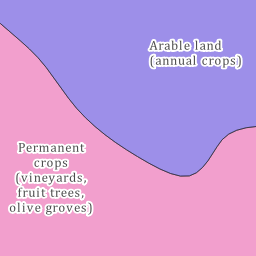 Arable land
(annual crops)
Permanent
crops
(vineyards,
fruit trees,
olive groves)